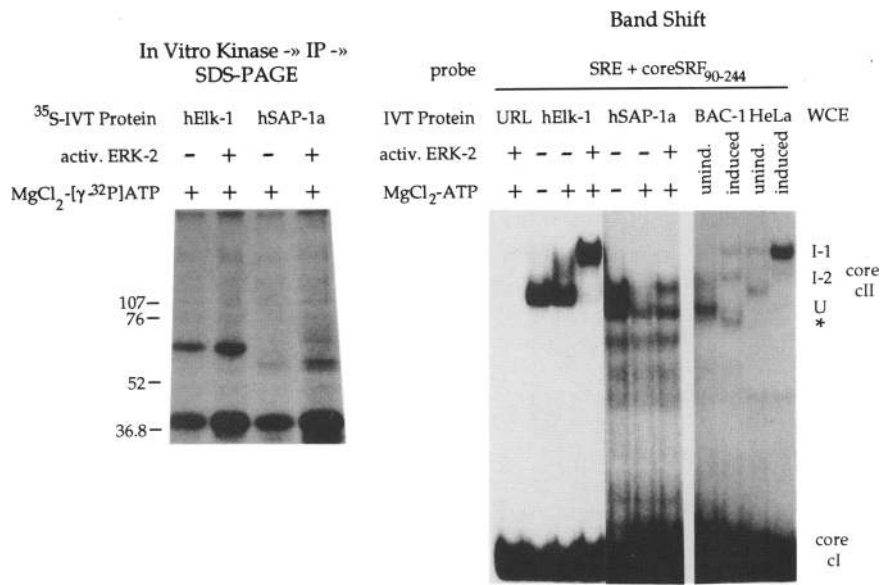 Band Shift
In Vitro Kinase -» IP -»
SDS-PAGE
probe SRE + coreSRF90-244
35S-IVT Protein hElk-1 hSAP-1a
IVT Protein URL hElk-1 hSAP-1a BAC-1 HeLa WCE
activ. ERK-2 - + - +
activ. ERK-2 + - - + - + + unind. induced unind. induced
MgCl2-[γ-32P]ATP + + + +
MgCl2-ATP + - + + - + +
I-1
I-2
core
cII
U
*
107
76
52
36.8
core
cI